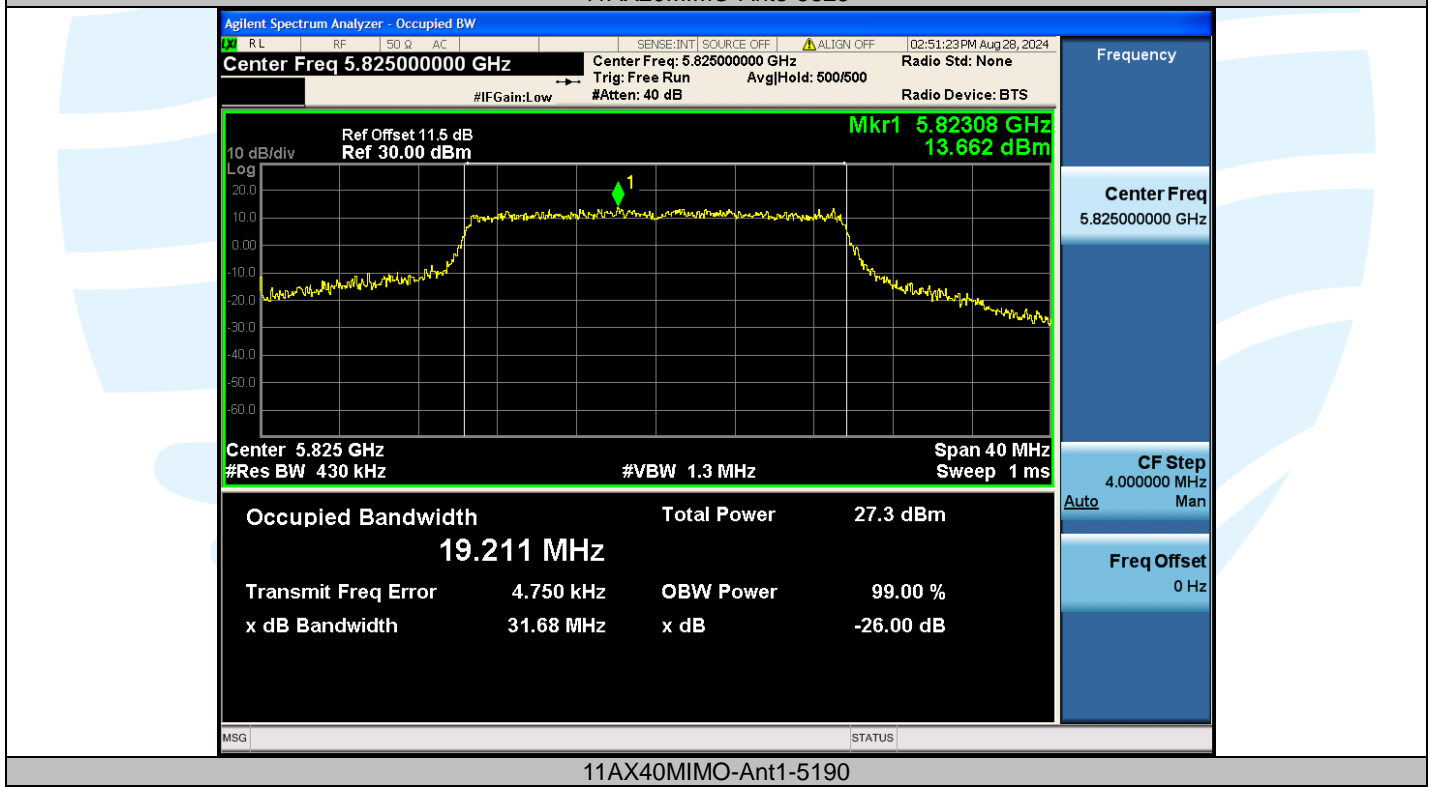 Agilent Spectrum Analyzer - Occupied BW
LXI RL RF 50 Ω AC SENSE:INT SOURCE OFF ALIGN OFF 02:51:23 PM Aug 28, 2024
Center Freq 5.825000000 GHz
Center Freq: 5.825000000 GHz
Radio Std: None
Trig: Free Run Avg|Hold: 500/500
#IFGain:Low
#Atten: 40 dB
Radio Device: BTS
Ref Offset 11.5 dB
10 dB/div Ref 30.00 dBm
Mkr1 5.82308 GHz
13.662 dBm
Log
20.0
10.0
0.00
-10.0
-20.0
-30.0
-40.0
-50.0
-60.0
1
Center 5.825 GHz Span 40 MHz
#Res BW 430 kHz #VBW 1.3 MHz Sweep 1 ms
Occupied Bandwidth Total Power 27.3 dBm
19.211 MHz
Transmit Freq Error 4.750 kHz OBW Power 99.00 %
x dB Bandwidth 31.68 MHz x dB -26.00 dB
MSG STATUS
Frequency
Center Freq
5.825000000 GHz
CF Step
4.000000 MHz
Auto Man
Freq Offset
0 Hz
11AX40MIMO-Ant1-5190